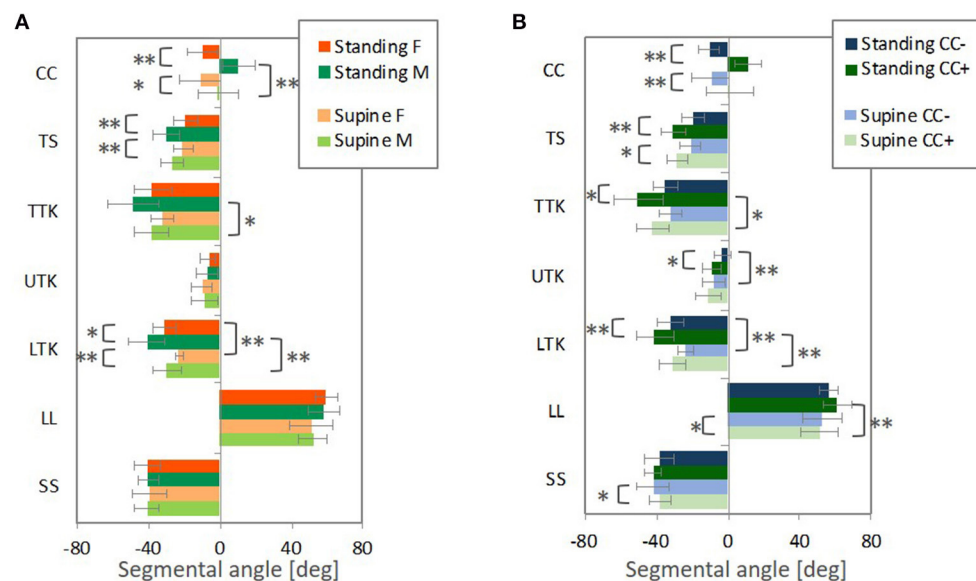 A
Standing F
Standing M
Supine F
Supine M
CC
TS
TTK
UTK
LTK
LL
SS
**
*
**
**
**
*
*
**
**
**
-80
-40
0
40
80
Segmental angle [deg]
B
Standing CC-
Standing CC+
Supine CC-
Supine CC+
CC
TS
TTK
UTK
LTK
LL
SS
**
**
**
*
*
*
*
**
**
**
**
*
**
*
-80
-40
0
40
80
Segmental angle [deg]